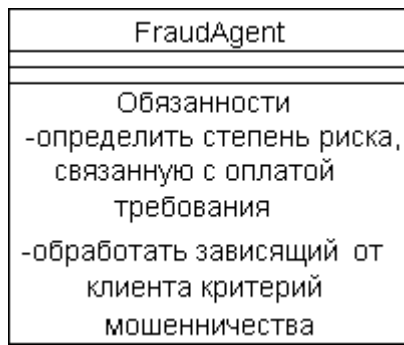 FraudAgent
Обязанности
-определить степень риска,
связанную с оплатой
требования
-обработать зависящий от
клиента критерий
мошенничества